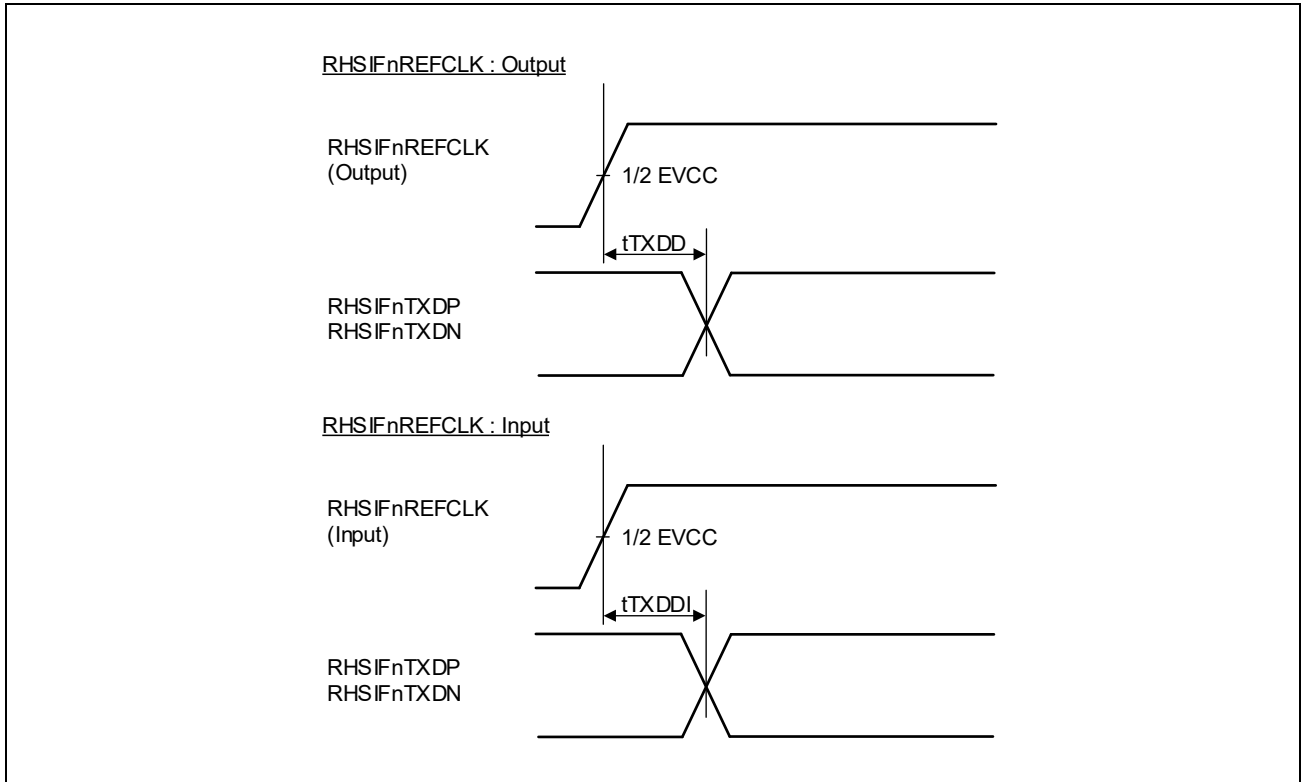 RHSIFnREFCLK : Output
RHSIFnREFCLK
(Output)
1/2 EVCC
tTXDD
RHSIFnTXDP
RHSIFnTXDN
RHSIFnREFCLK : Input
RHSIFnREFCLK
(Input)
1/2 EVCC
tTXDDI
RHSIFnTXDP
RHSIFnTXDN